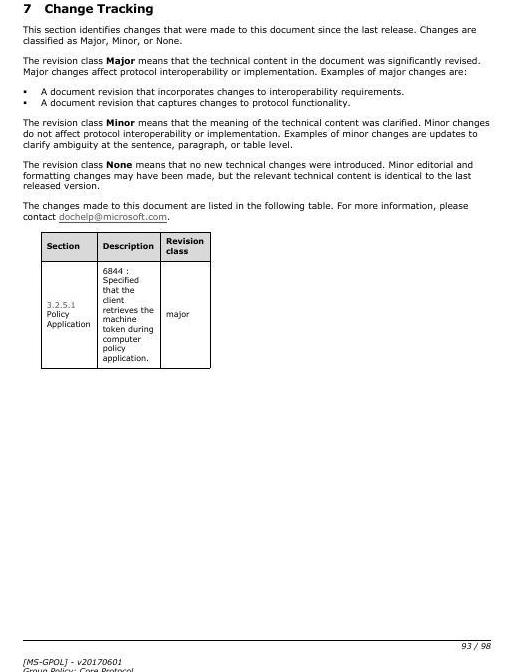 7 Change Tracking
This section identifies changes that were made to this document since the last release. Changes are
classified as Major, Minor, or None.
The revision class Major means that the technical content in the document was significantly revised.
Major changes affect protocol interoperability or implementation. Examples of major changes are:
▪ A document revision that incorporates changes to interoperability requirements.
▪ A document revision that captures changes to protocol functionality.
The revision class Minor means that the meaning of the technical content was clarified. Minor changes
do not affect protocol interoperability or implementation. Examples of minor changes are updates to
clarify ambiguity at the sentence, paragraph, or table level.
The revision class None means that no new technical changes were introduced. Minor editorial and
formatting changes may have been made, but the relevant technical content is identical to the last
released version.
The changes made to this document are listed in the following table. For more information, please
contact dochelp@microsoft.com.
Section
Description
Revision
class
3.2.5.1
Policy
Application
6844 :
Specified
that the
client
retrieves the
machine
token during
computer
policy
application.
major
93 / 98
[MS-GPOL] - v20170601
Group Policy: Core Protocol